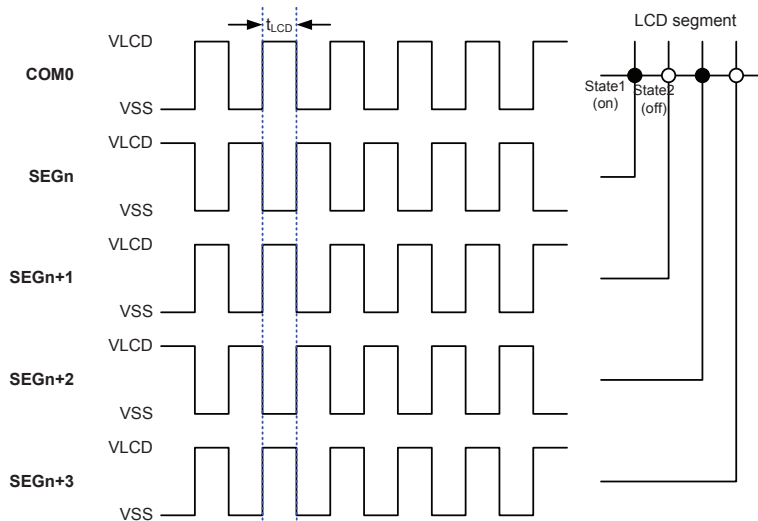 t_LCD
LCD segment
VLCD
COM0
VSS
State1
(on)
State2
(off)
VLCD
SEGn
VSS
VLCD
SEGn+1
VSS
VLCD
SEGn+2
VSS
VLCD
SEGn+3
VSS